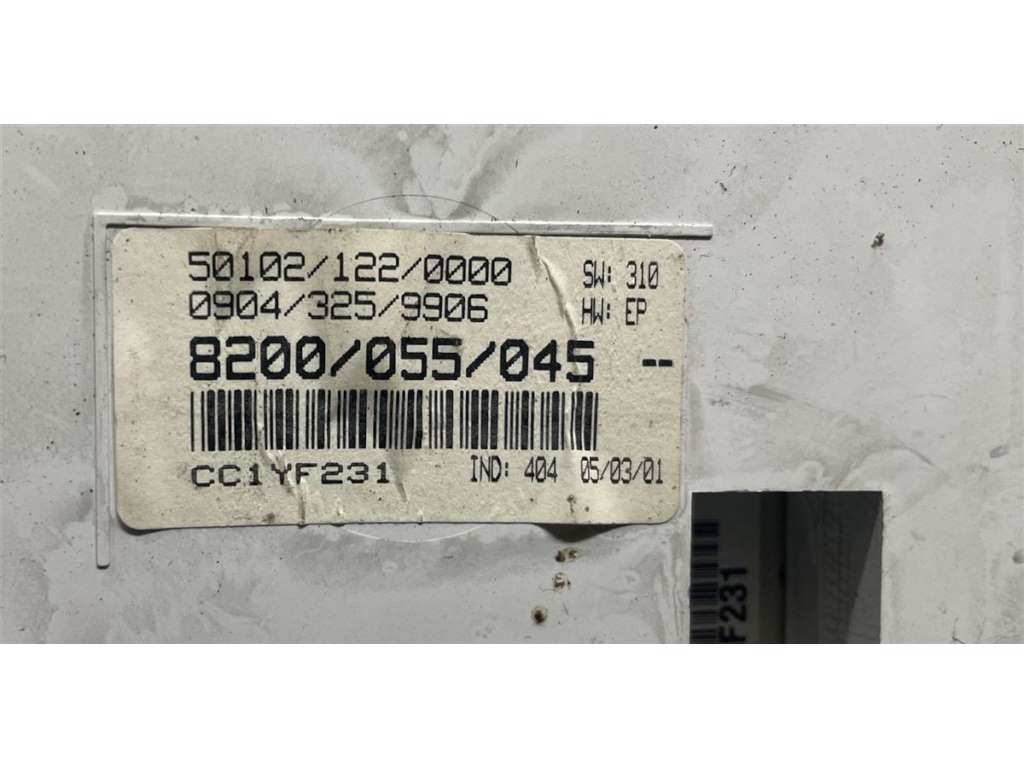 50102/122/0000 SW: 310
0904/325/9906 HW: EP
8200/055/045 --
CC1YF231 IND: 404 05/03/01
F231